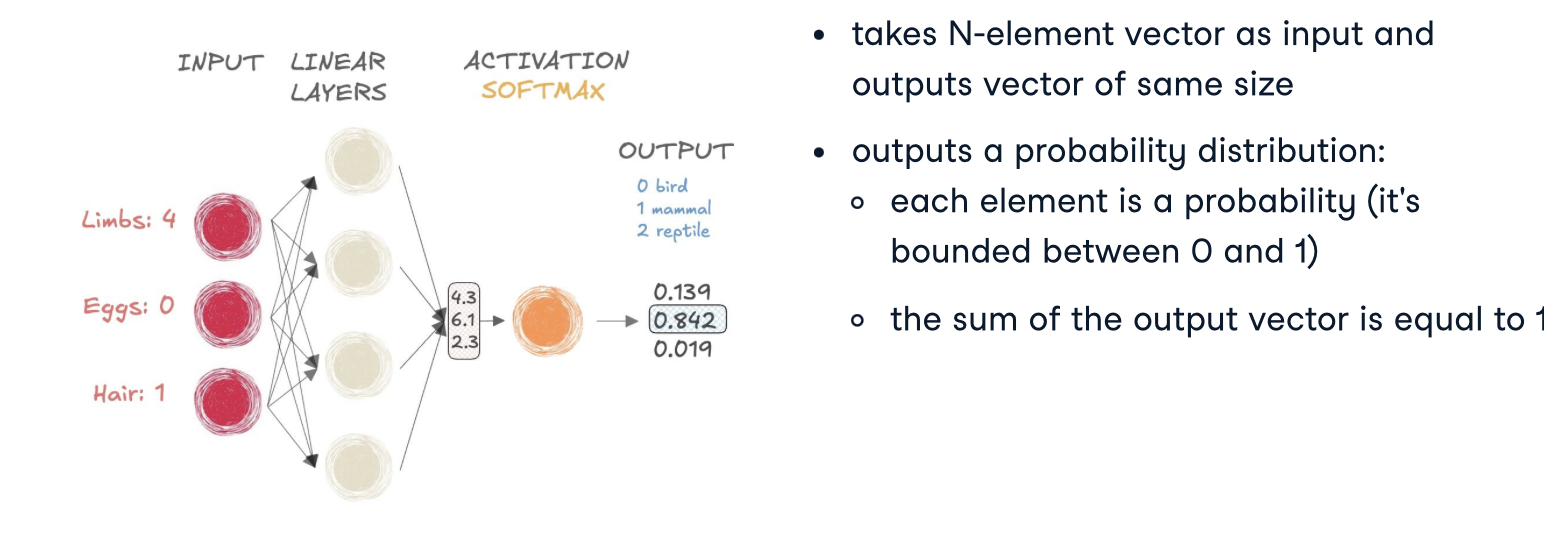 INPUT
LINEAR
LAYERS
ACTIVATION
SOFTMAX
OUTPUT
0 bird
1 mammal
2 reptile
Limbs: 4
Eggs: 0
Hair: 1
4.3
6.1
2.3
0.139
0.842
0.019
• takes N-element vector as input and
outputs vector of same size
• outputs a probability distribution:
◦ each element is a probability (it's
bounded between 0 and 1)
◦ the sum of the output vector is equal to 1